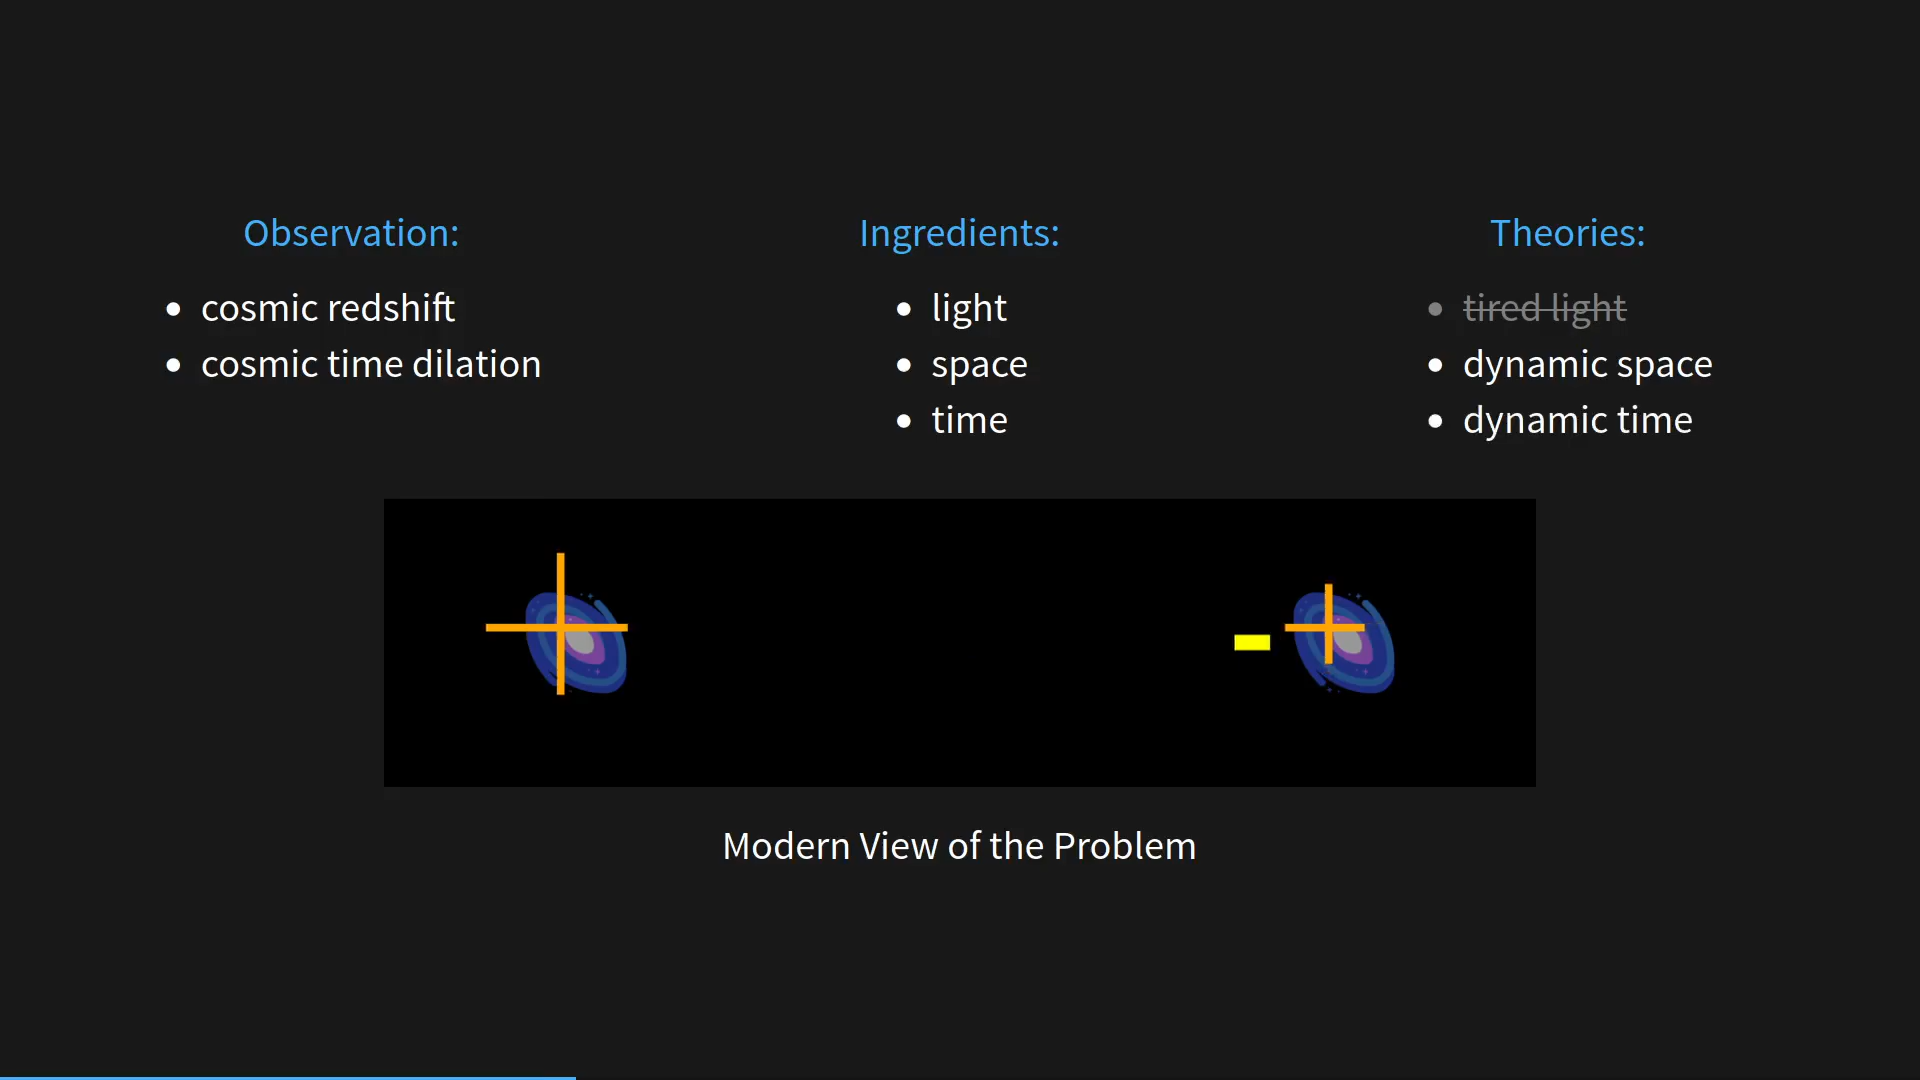 Observation:
• cosmic redshift
• cosmic time dilation
Ingredients:
• light
• space
• time
Theories:
• tired light
• dynamic space
• dynamic time
Modern View of the Problem